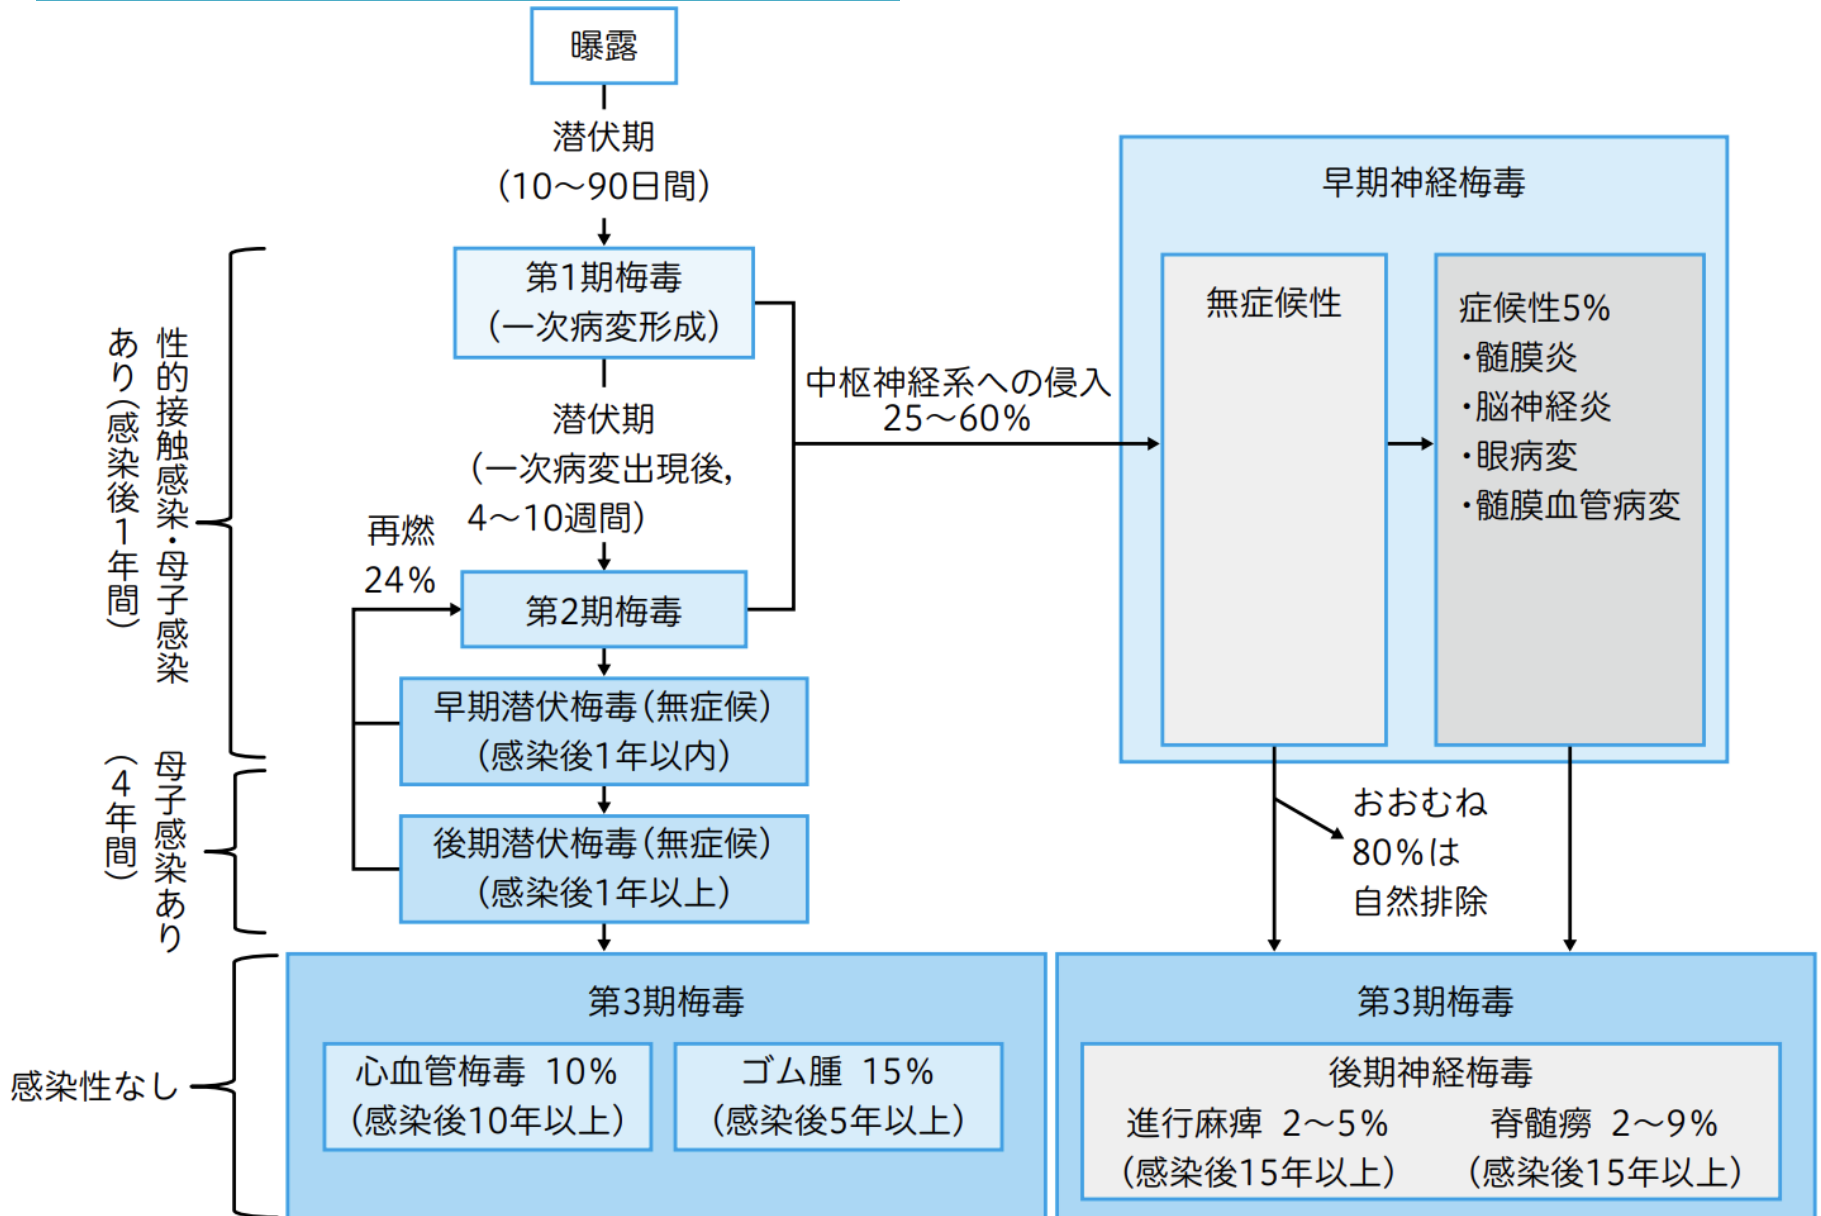 曝露
潜伏期
（10～90日間）
第1期梅毒
（一次病変形成）
潜伏期
（一次病変出現後，
4～10週間）
再燃
24%
第2期梅毒
早期潜伏梅毒（無症候）
（感染後1年以内）
後期潜伏梅毒（無症候）
（感染後1年以上）
性的接触感染・母子感染
あり（感染後1年間）
母子感染あり
（4年間）
感染性なし
中枢神経系への侵入
25～60%
早期神経梅毒
無症候性
症候性5%
・髄膜炎
・脳神経炎
・眼病変
・髄膜血管病変
おおむね
80%は
自然排除
第3期梅毒
心血管梅毒 10%
（感染後10年以上）
ゴム腫 15%
（感染後5年以上）
第3期梅毒
後期神経梅毒
進行麻痺 2～5%
（感染後15年以上）
脊髄癆 2～9%
（感染後15年以上）